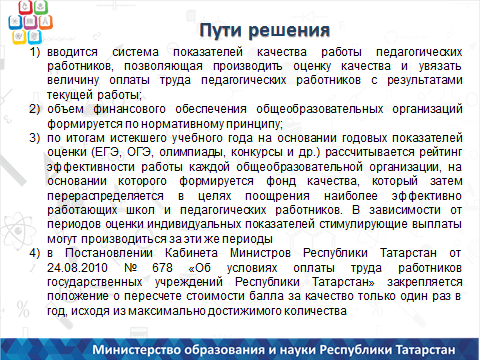 Пути решения
1) вводится система показателей качества работы педагогических
работников, позволяющая производить оценку качества и увязать
величину оплаты труда педагогических работников с результатами
текущей работы;
2) объем финансового обеспечения общеобразовательных организаций
формируется по нормативному принципу;
3) по итогам истекшего учебного года на основании годовых показателей
оценки (ЕГЭ, ОГЭ, олимпиады, конкурсы и др.) рассчитывается рейтинг
эффективности работы каждой общеобразовательной организации, на
основании которого формируется фонд качества, который затем
перераспределяется в целях поощрения наиболее эффективно
работающих школ и педагогических работников. В зависимости от
периодов оценки индивидуальных показателей стимулирующие выплаты
могут производиться за эти же периоды
4) в Постановлении Кабинета Министров Республики Татарстан от
24.08.2010 № 678 «Об условиях оплаты труда работников
государственных учреждений Республики Татарстан» закрепляется
положение о пересчете стоимости балла за качество только один раз в
год, исходя из максимально достижимого количества
Министерство образования и науки Республики Татарстан